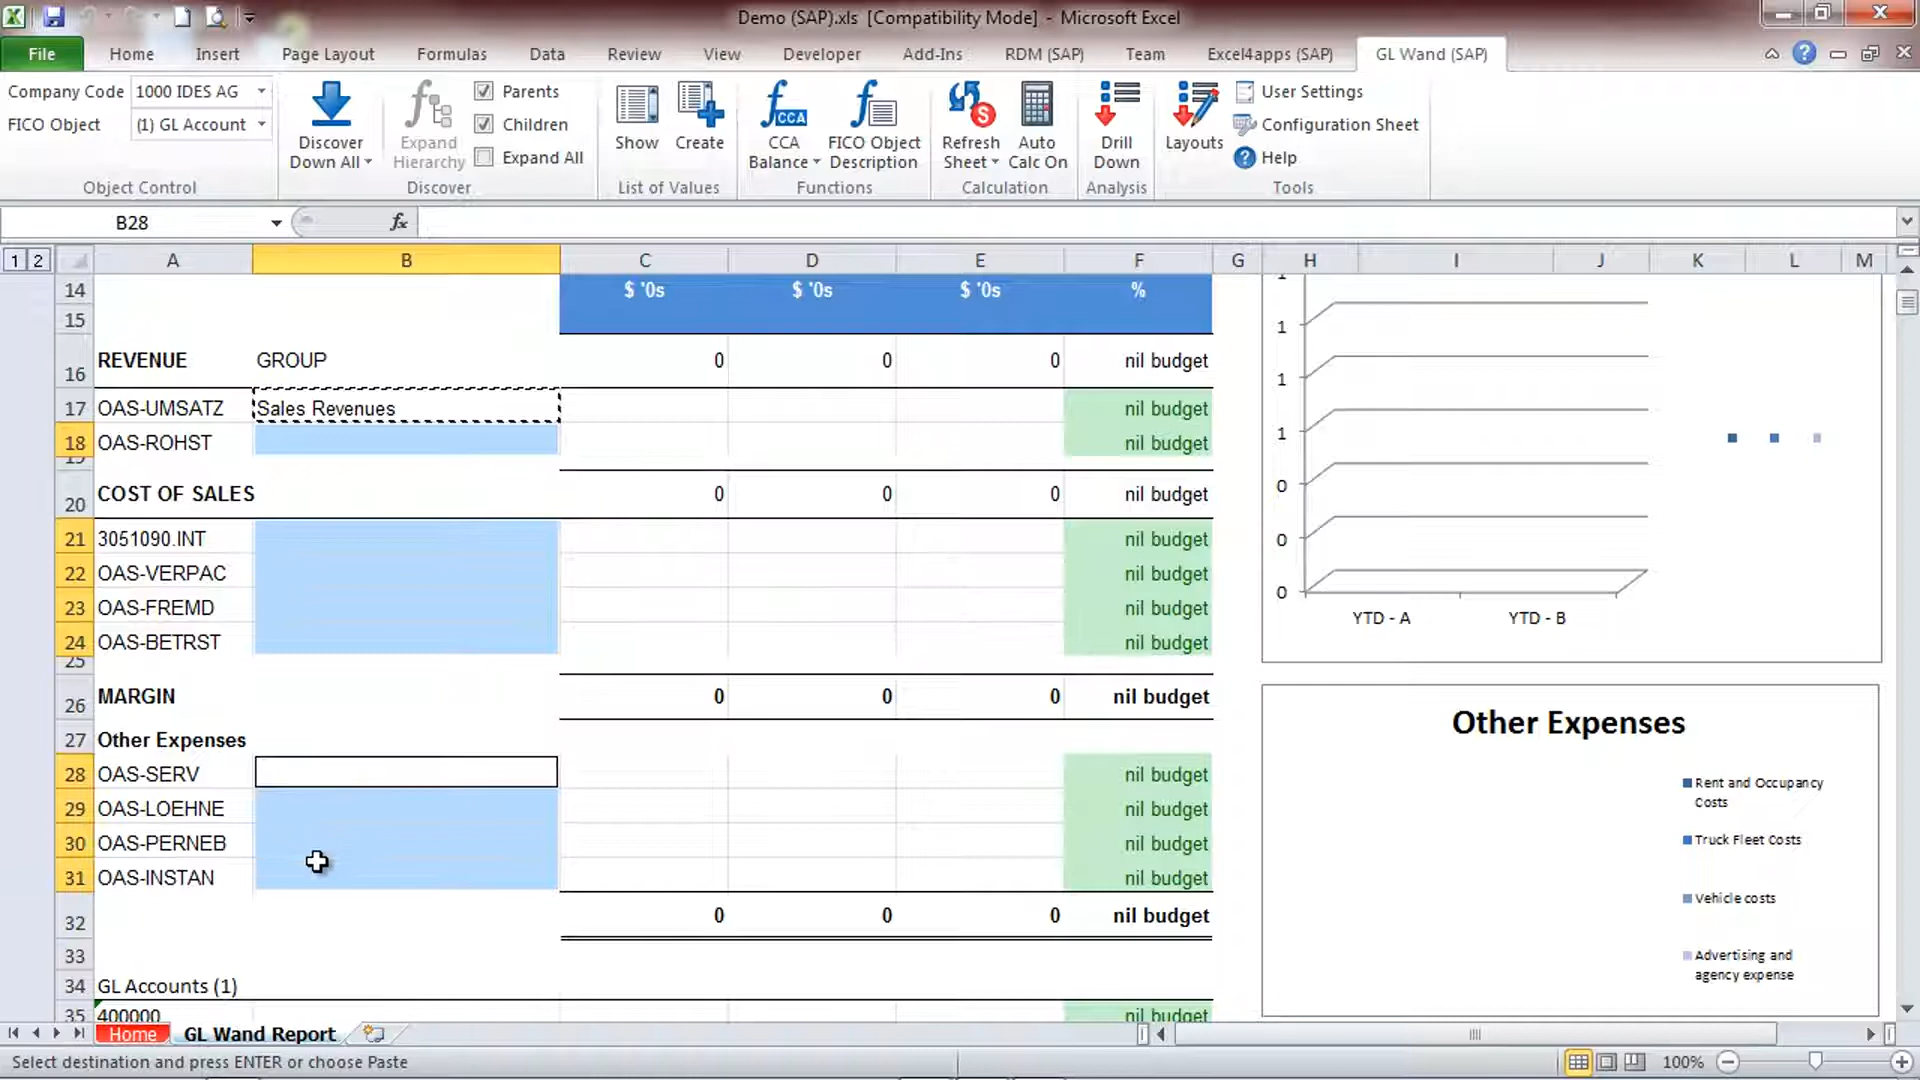 Demo (SAP).xls [Compatibility Mode] - Microsoft Excel
File Home Insert Page Layout Formulas Data Review View Developer Add-Ins RDM (SAP) Team Excel4apps (SAP) GL Wand (SAP)
Company Code 1000 IDES AG
FICO Object (1) GL Account
Object Control
Discover
Down All
Expand
Hierarchy
Parents
Children
Expand All
Discover
Show
Create
List of Values
CCA
CCA
Balance
FICO Object
Description
Functions
Refresh
Sheet
Auto
Calc On
Calculation
Drill
Down
Analysis
Layouts
User Settings
Configuration Sheet
Help
Tools
B28
fx
1 2 A B C D E F G H I J K L M
14 $ '0s $ '0s $ '0s %
15
16 REVENUE GROUP 0 0 0 nil budget
17 OAS-UMSATZ Sales Revenues nil budget
18 OAS-ROHST nil budget
19
20 COST OF SALES 0 0 0 nil budget
21 3051090.INT nil budget
22 OAS-VERPAC nil budget
23 OAS-FREMD nil budget
24 OAS-BETRST nil budget
25
26 MARGIN 0 0 0 nil budget
27 Other Expenses
28 OAS-SERV nil budget
29 OAS-LOEHNE nil budget
30 OAS-PERNEB nil budget
31 OAS-INSTAN nil budget
32 0 0 0 nil budget
33
34 GL Accounts (1)
35 400000 nil budget
1
1
1
1
0
0
0
YTD - A YTD - B
Other Expenses
Rent and Occupancy
Costs
Truck Fleet Costs
Vehicle costs
Advertising and
agency expense
Home GL Wand Report
Select destination and press ENTER or choose Paste
100%